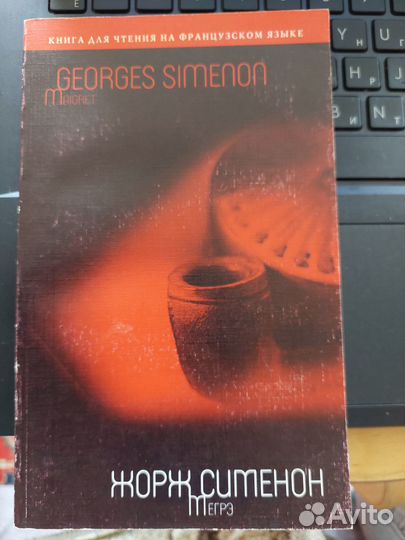 КНИГА ДЛЯ ЧТЕНИЯ НА ФРАНЦУЗСКОМ ЯЗЫКЕ
GEORGES SIMENON
MAIGRET
ЖОРЖ СИМЕНОН
МЕГРЭ
Y Н
U Г
H Р
J
N Т
Avito